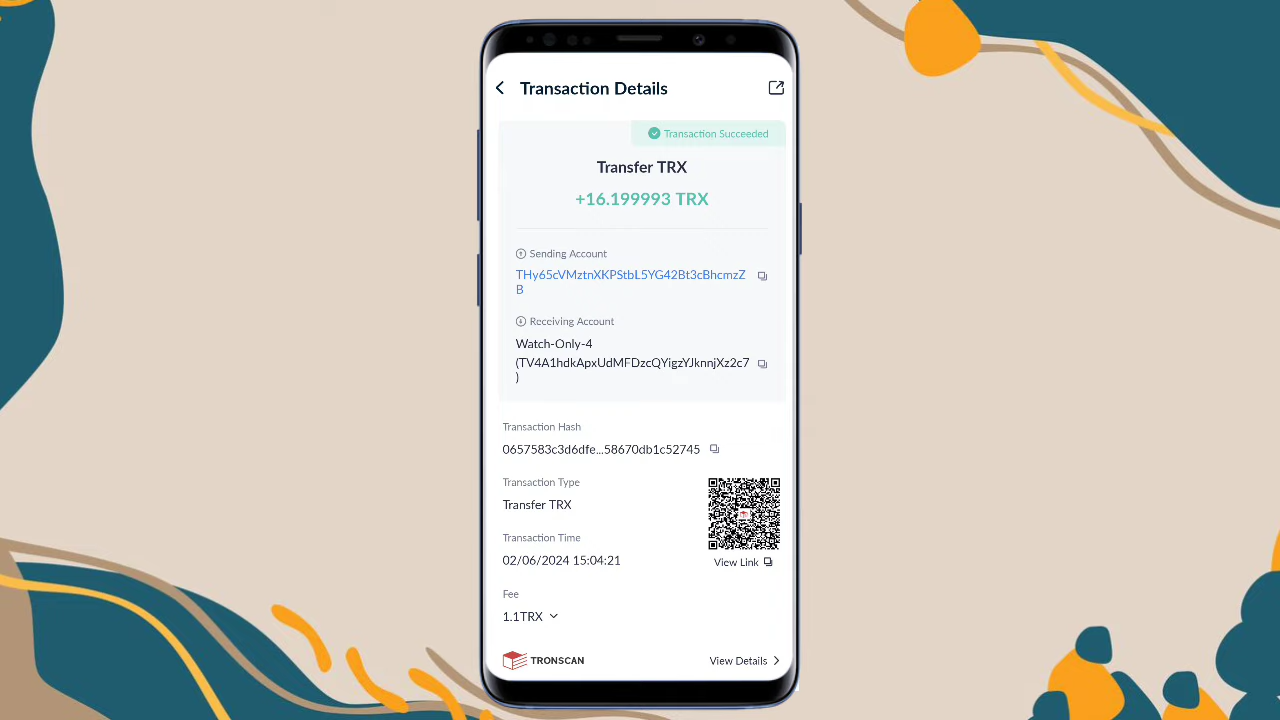 Transaction Details
Transaction Succeeded
Transfer TRX
+16.199993 TRX
Sending Account
THy65cVMztnXKPStbL5YG42Bt3cBhcmzZ
B
Receiving Account
Watch-Only-4
(TV4A1hdkApxUdMFDzcQYigzYJknnjXz2c7
)
Transaction Hash
0657583c3d6dfe...58670db1c52745
Transaction Type
Transfer TRX
Transaction Time
02/06/2024 15:04:21
View Link
Fee
1.1TRX
TRONSCAN
View Details